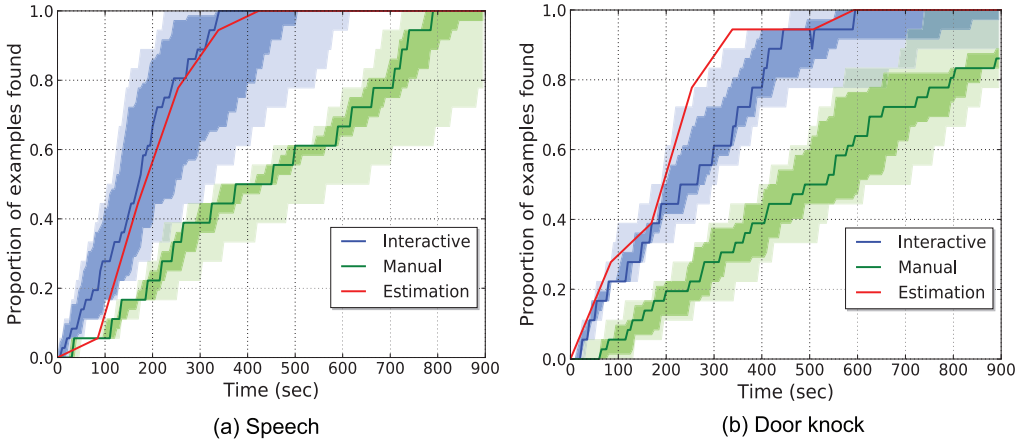 Proportion of examples found
1.0
0.8
0.6
0.4
0.2
0.0
0 100 200 300 400 500 600 700 800 900
Time (sec)
Interactive
Manual
Estimation
(a) Speech
Proportion of examples found
1.0
0.8
0.6
0.4
0.2
0.0
0 100 200 300 400 500 600 700 800 900
Time (sec)
Interactive
Manual
Estimation
(b) Door knock